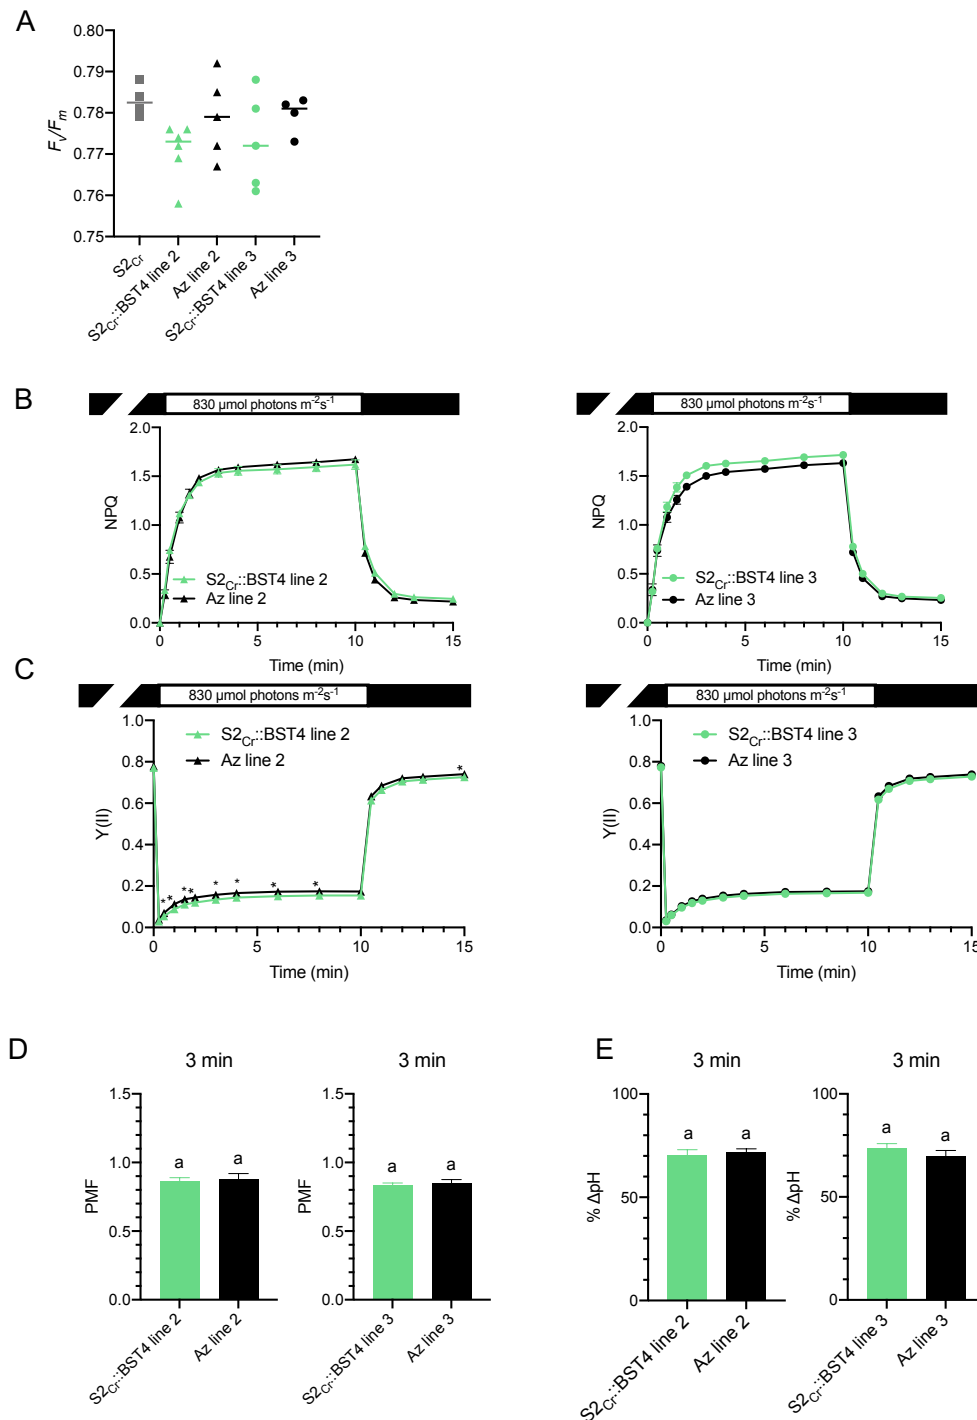 A
0.80
0.79
0.78
0.77
0.76
0.75
Fv/Fm
S2Cr
S2Cr::BST4 line 2
Az line 2
S2Cr::BST4 line 3
Az line 3
B
830 µmol photons m-2s-1
2.0
1.5
1.0
0.5
0.0
NPQ
S2Cr::BST4 line 2
Az line 2
0 5 10 15
Time (min)
830 µmol photons m-2s-1
2.0
1.5
1.0
0.5
0.0
NPQ
S2Cr::BST4 line 3
Az line 3
0 5 10 15
Time (min)
C
830 µmol photons m-2s-1
1.0
0.8
0.6
0.4
0.2
0.0
Y(II)
S2Cr::BST4 line 2
Az line 2
* * * * * * * * *
0 5 10 15
Time (min)
830 µmol photons m-2s-1
1.0
0.8
0.6
0.4
0.2
0.0
Y(II)
S2Cr::BST4 line 3
Az line 3
0 5 10 15
Time (min)
D
3 min
1.5
1.0
0.5
0.0
PMF
a a
S2Cr::BST4 line 2
Az line 2
3 min
1.5
1.0
0.5
0.0
PMF
a a
S2Cr::BST4 line 3
Az line 3
E
3 min
100
50
0
% ΔpH
a a
S2Cr::BST4 line 2
Az line 2
3 min
100
50
0
% ΔpH
a a
S2Cr::BST4 line 3
Az line 3